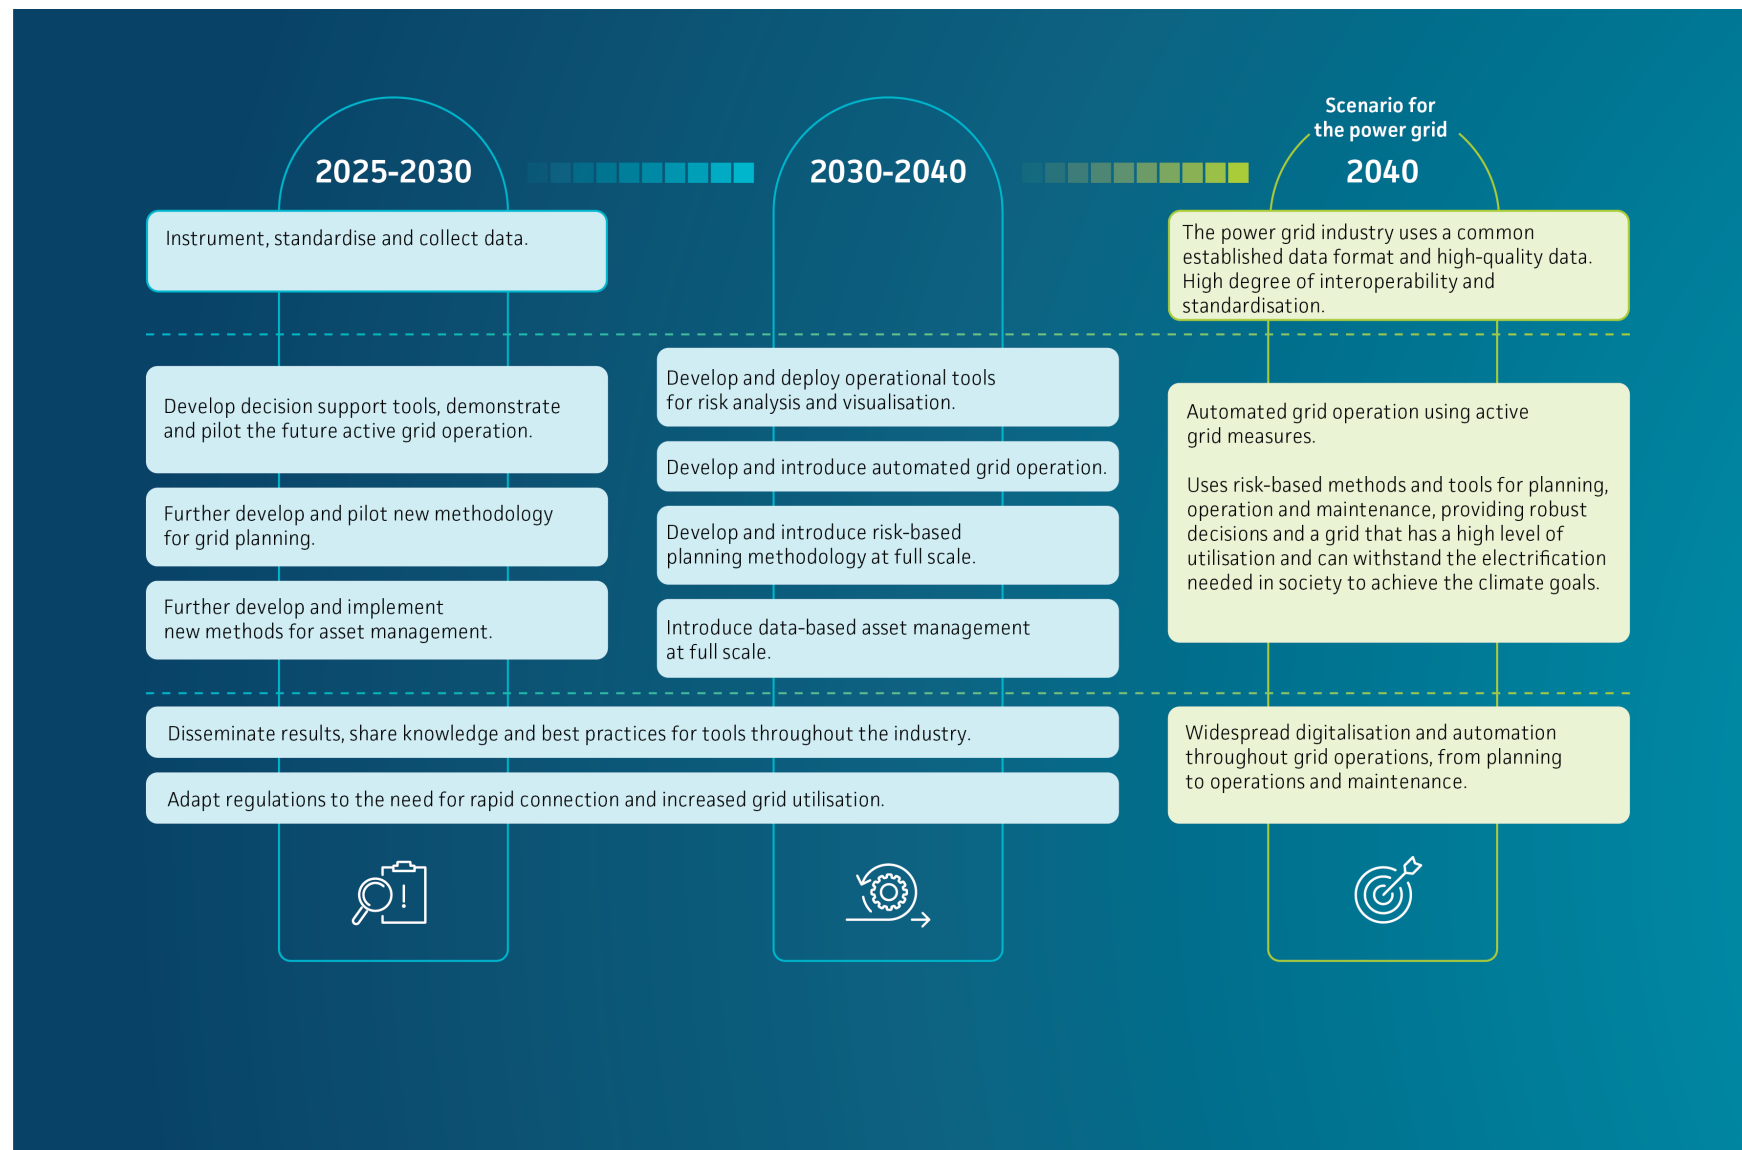 2025-2030
2030-2040
Scenario for
the power grid
2040
Instrument, standardise and collect data.
The power grid industry uses a common
established data format and high-quality data.
High degree of interoperability and
standardisation.
Develop decision support tools, demonstrate
and pilot the future active grid operation.
Further develop and pilot new methodology
for grid planning.
Further develop and implement
new methods for asset management.
Develop and deploy operational tools
for risk analysis and visualisation.
Develop and introduce automated grid operation.
Develop and introduce risk-based
planning methodology at full scale.
Introduce data-based asset management
at full scale.
Automated grid operation using active
grid measures.
Uses risk-based methods and tools for planning,
operation and maintenance, providing robust
decisions and a grid that has a high level of
utilisation and can withstand the electrification
needed in society to achieve the climate goals.
Disseminate results, share knowledge and best practices for tools throughout the industry.
Adapt regulations to the need for rapid connection and increased grid utilisation.
Widespread digitalisation and automation
throughout grid operations, from planning
to operations and maintenance.